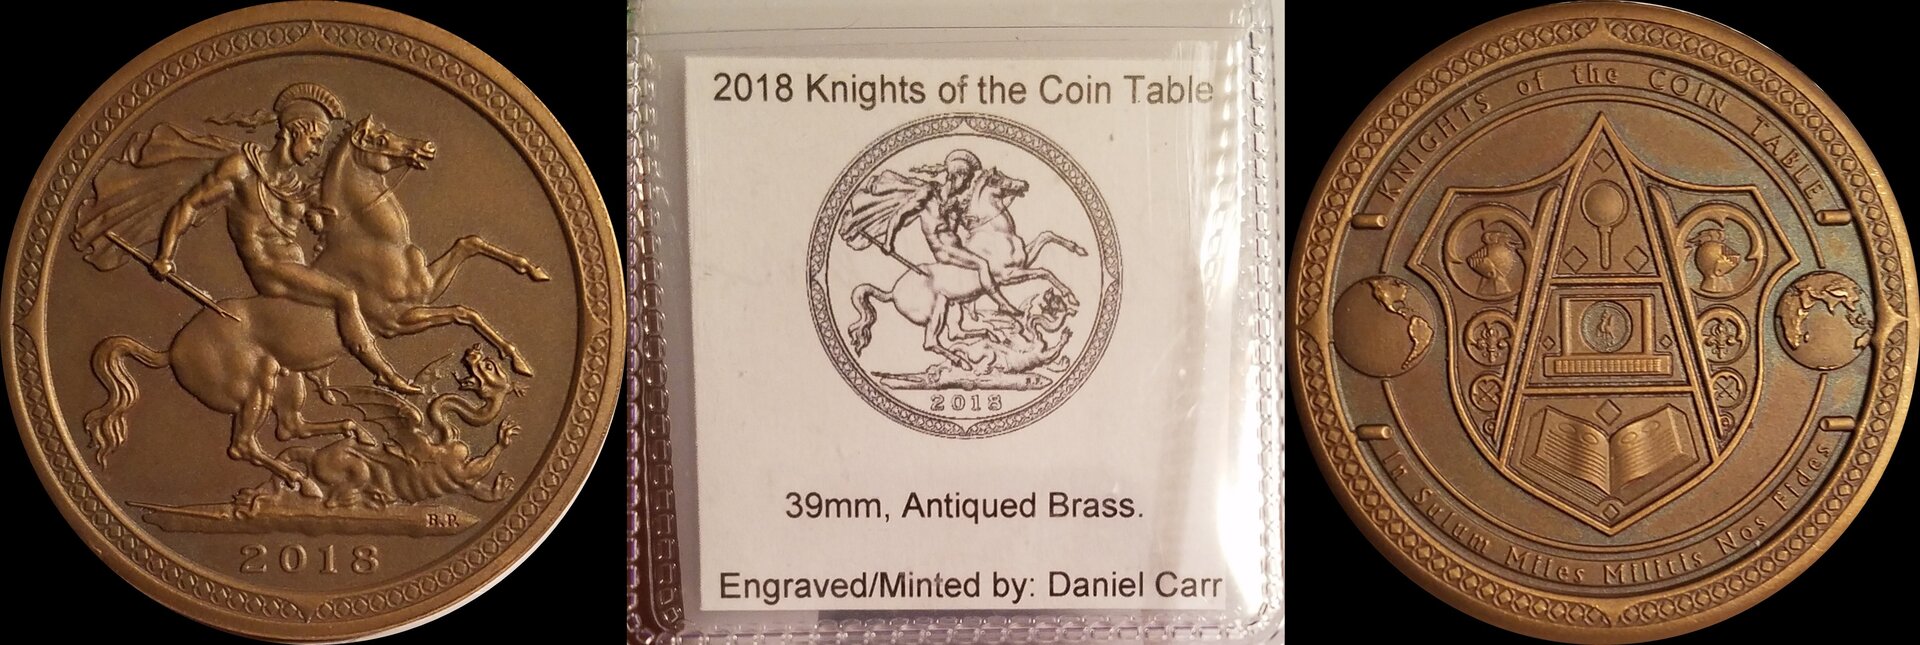 B.P.
2018
2018 Knights of the Coin Table
2018
39mm, Antiqued Brass.
Engraved/Minted by: Daniel Carr
KNIGHTS of the COIN TABLE
In Sulum Miles Militis Nos Fides